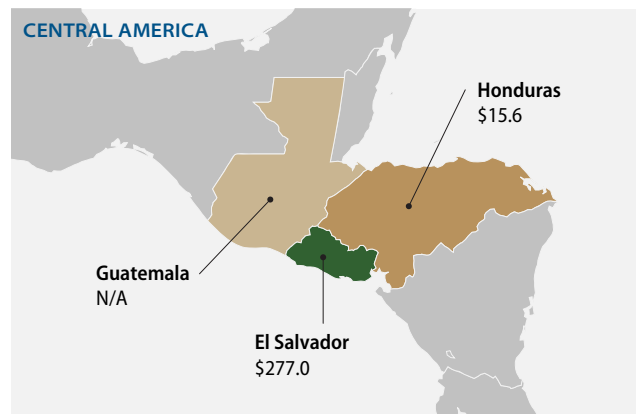 CENTRAL AMERICA
Honduras
$15.6
Guatemala
N/A
El Salvador
$277.0